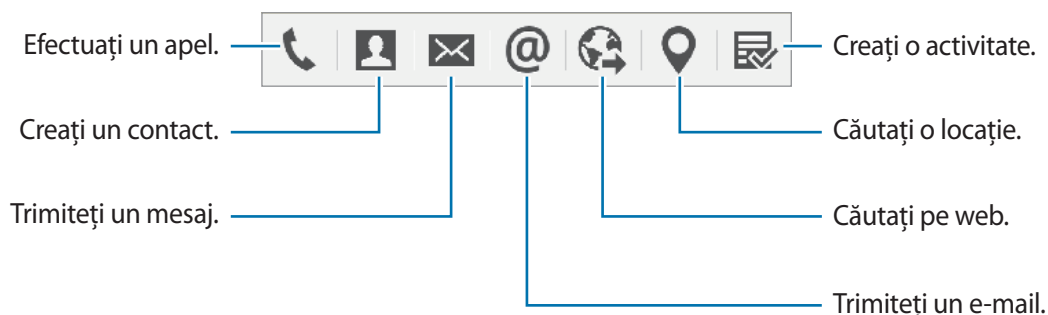 Efectuați un apel.
Creați un contact.
Trimiteți un mesaj.
@
Creați o activitate.
Căutați o locație.
Căutați pe web.
Trimiteți un e-mail.